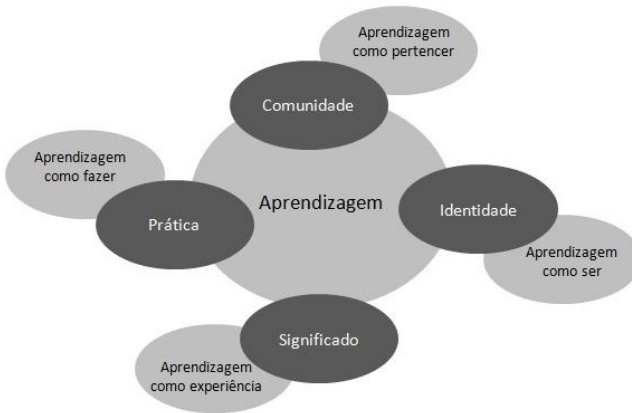 Aprendizagem
como pertencer
Comunidade
Aprendizagem
como fazer
Aprendizagem
Identidade
Prática
Aprendizagem
como ser
Significado
Aprendizagem
como experiência